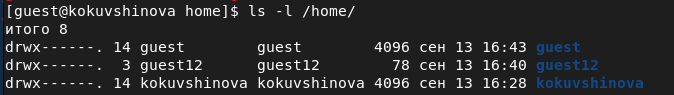 [guest@kokuvshinova home]$ ls -l /home/
итого 8
drwx------. 14 guest        guest        4096 сен 13 16:43 guest
drwx------.  3 guest12      guest12        78 сен 13 16:40 guest12
drwx------. 14 kokuvshinova kokuvshinova 4096 сен 13 16:28 kokuvshinova